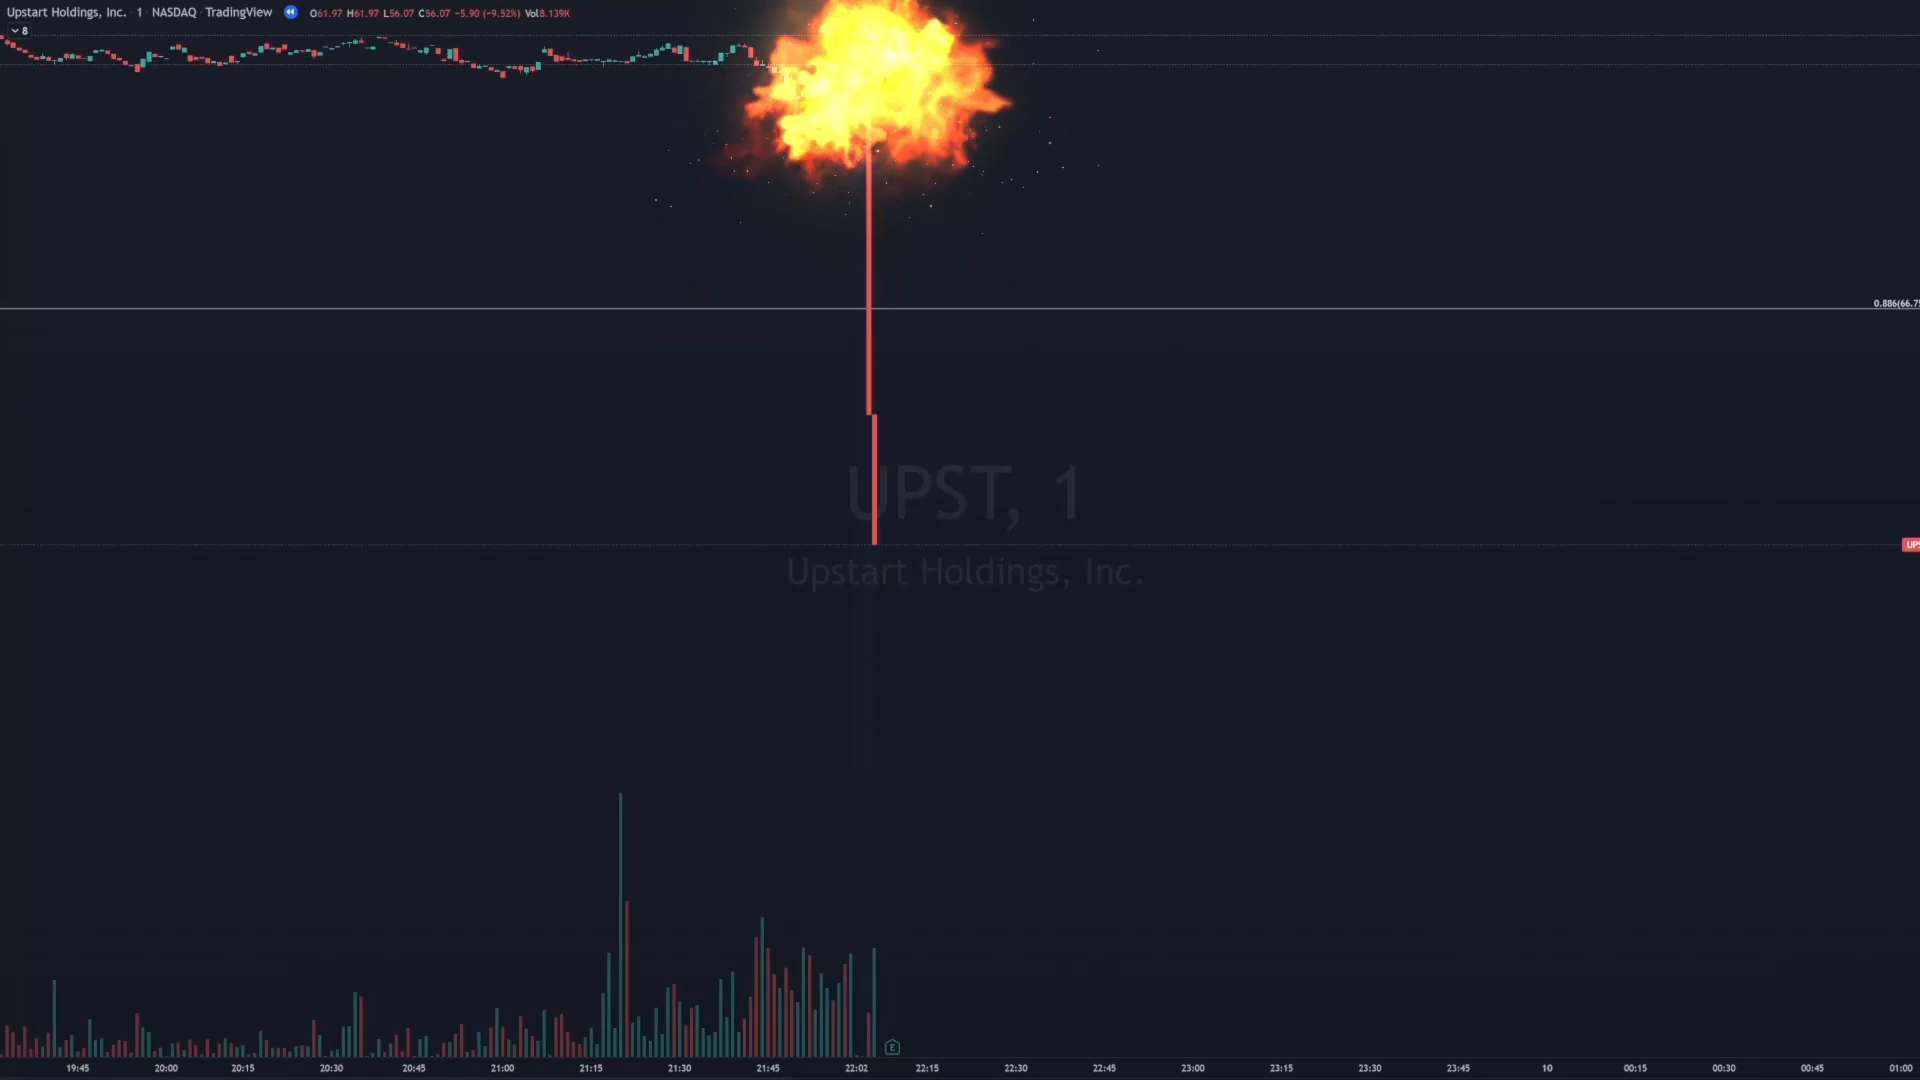 Upstart Holdings, Inc. 1 NASDAQ TradingView O61.97 H61.97 L56.07 C56.07 −5.90 (−9.52%) Vol8.139K
8
0.886(66.75
UPST, 1
UPS
Upstart Holdings, Inc.
E
19:45 20:00 20:15 20:30 20:45 21:00 21:15 21:30 21:45 22:02 22:15 22:30 22:45 23:00 23:15 23:30 23:45 10 00:15 00:30 00:45 01:00